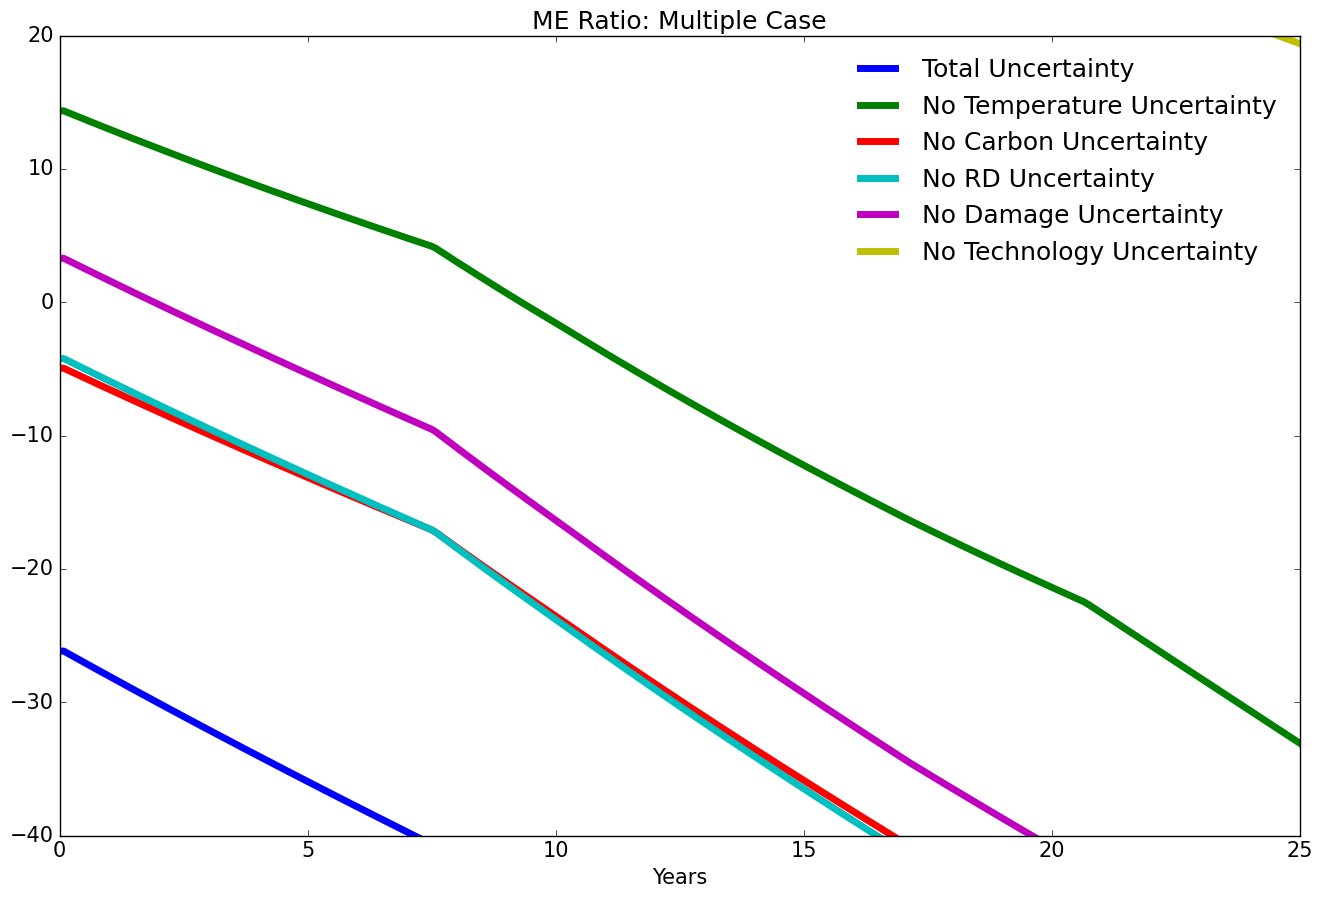 ME Ratio: Multiple Case
20
10
0
−10
−20
−30
−40
Total Uncertainty
No Temperature Uncertainty
No Carbon Uncertainty
No RD Uncertainty
No Damage Uncertainty
No Technology Uncertainty
0 5 10 15 20 25
Years